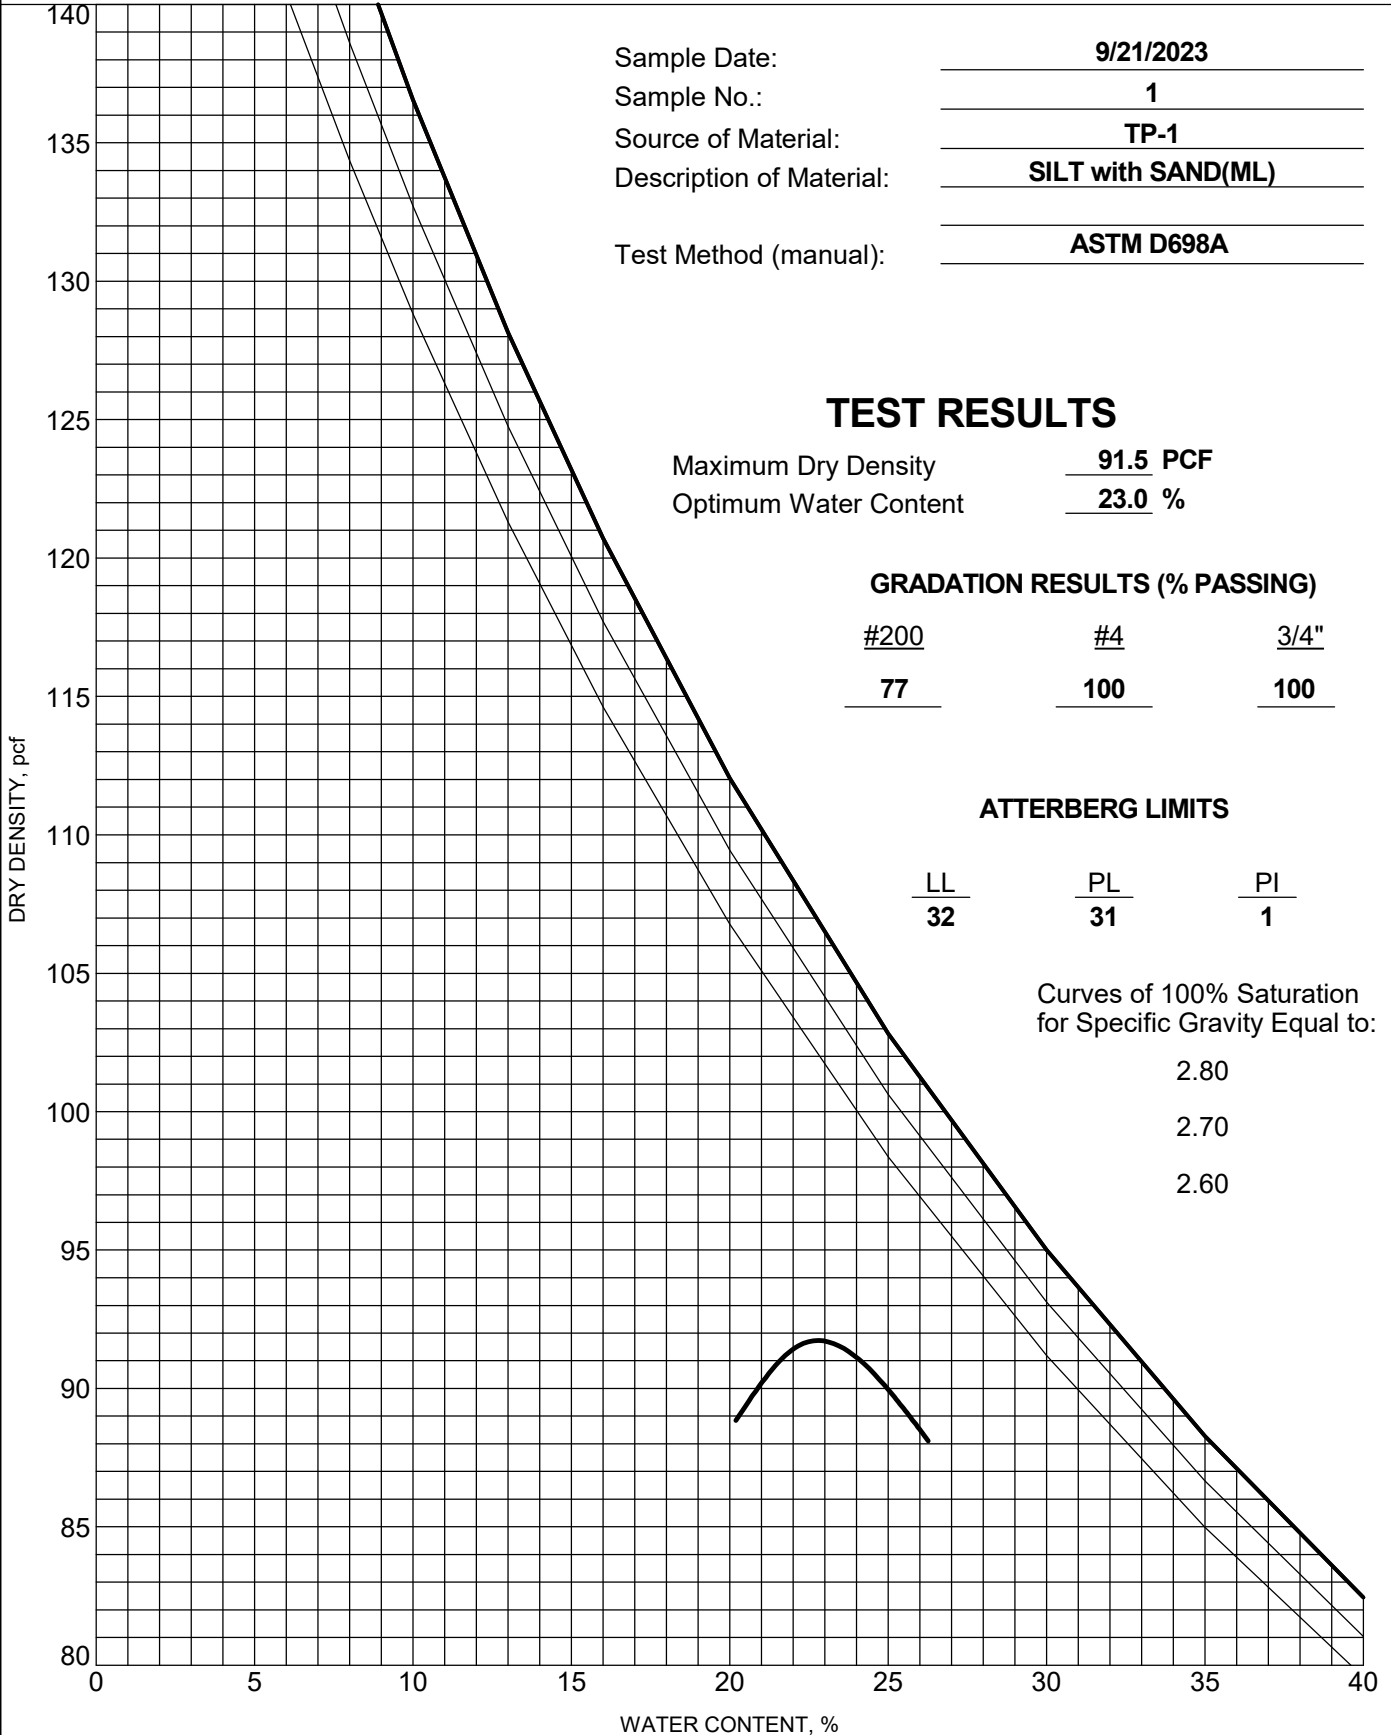 Sample Date: 9/21/2023
Sample No.: 1
Source of Material: TP-1
Description of Material: SILT with SAND(ML)
Test Method (manual): ASTM D698A
TEST RESULTS
Maximum Dry Density 91.5 PCF
Optimum Water Content 23.0 %
GRADATION RESULTS (% PASSING)
#200 #4 3/4"
77 100 100
ATTERBERG LIMITS
LL PL PI
32 31 1
Curves of 100% Saturation
for Specific Gravity Equal to:
2.80
2.70
2.60
DRY DENSITY, pcf
140
135
130
125
120
115
110
105
100
95
90
85
80
0 5 10 15 20 25 30 35 40
WATER CONTENT, %